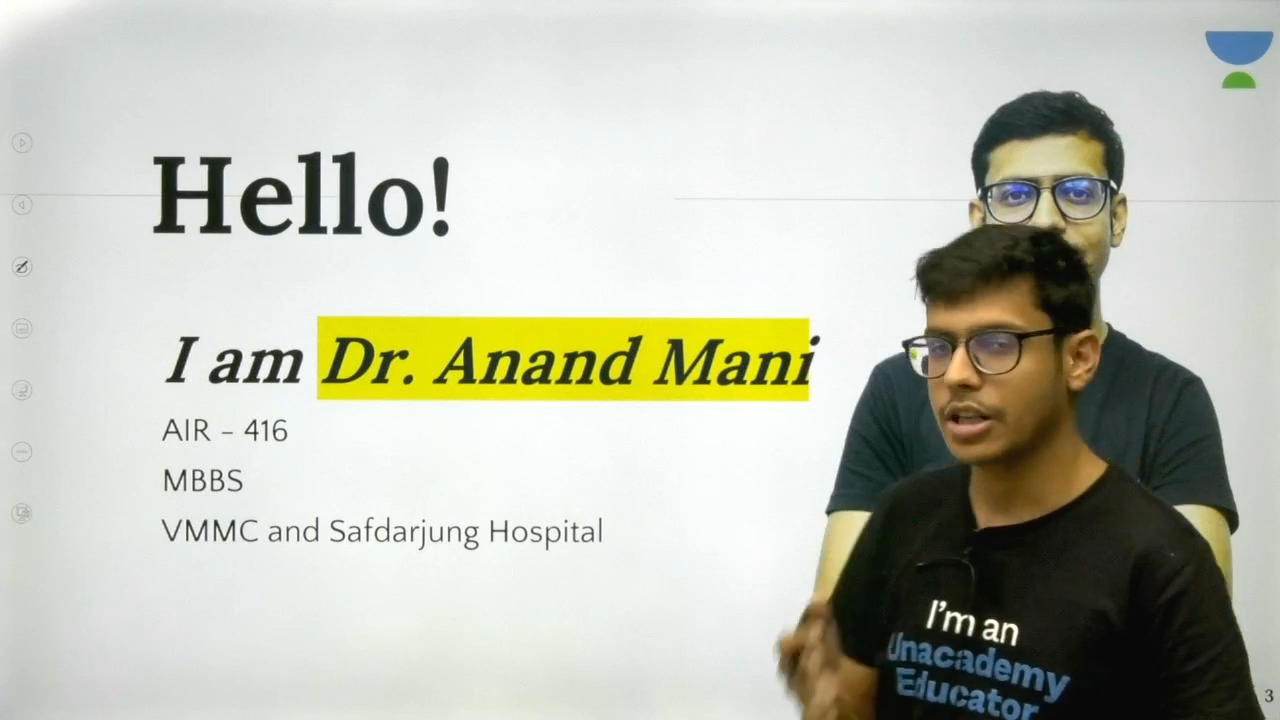 Hello!
I am Dr. Anand Mani
AIR – 416
MBBS
VMMC and Safdarjung Hospital
I'm an
Unacademy
Educator
3